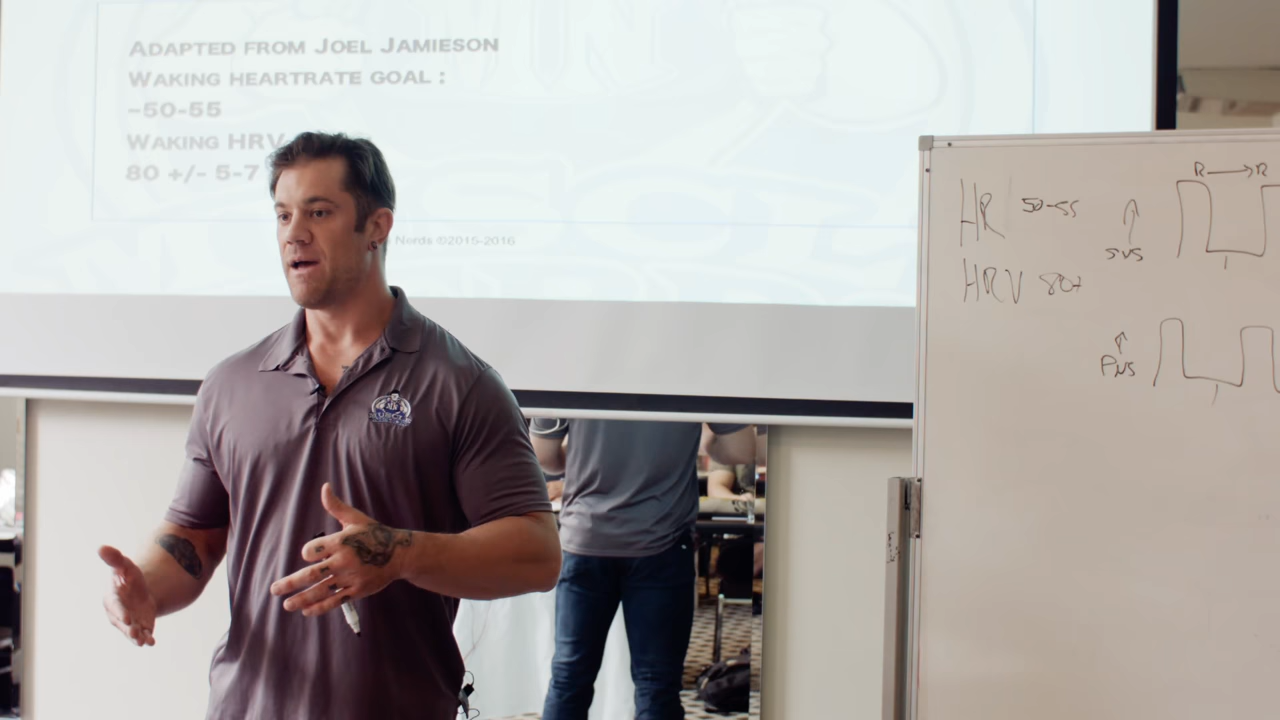 ADAPTED FROM JOEL JAMIESON
WAKING HEARTRATE GOAL :
~50-55
WAKING HRV
80 +/- 5-7
Nerds ©2015-2016
R → R
HR 50-55 ↑
SNS
HRV 80+
↑
PNS